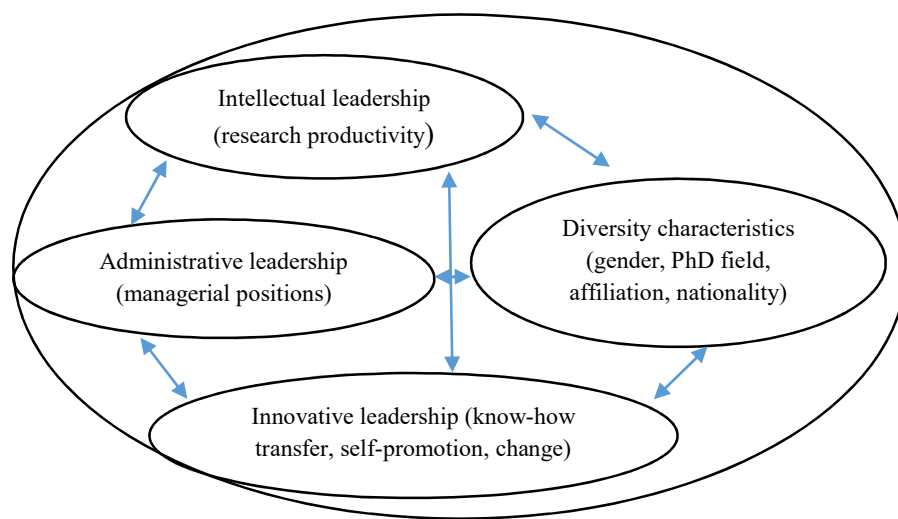 Intellectual leadership
(research productivity)
Diversity characteristics
(gender, PhD field,
affiliation, nationality)
Administrative leadership
(managerial positions)
Innovative leadership (know-how
transfer, self-promotion, change)